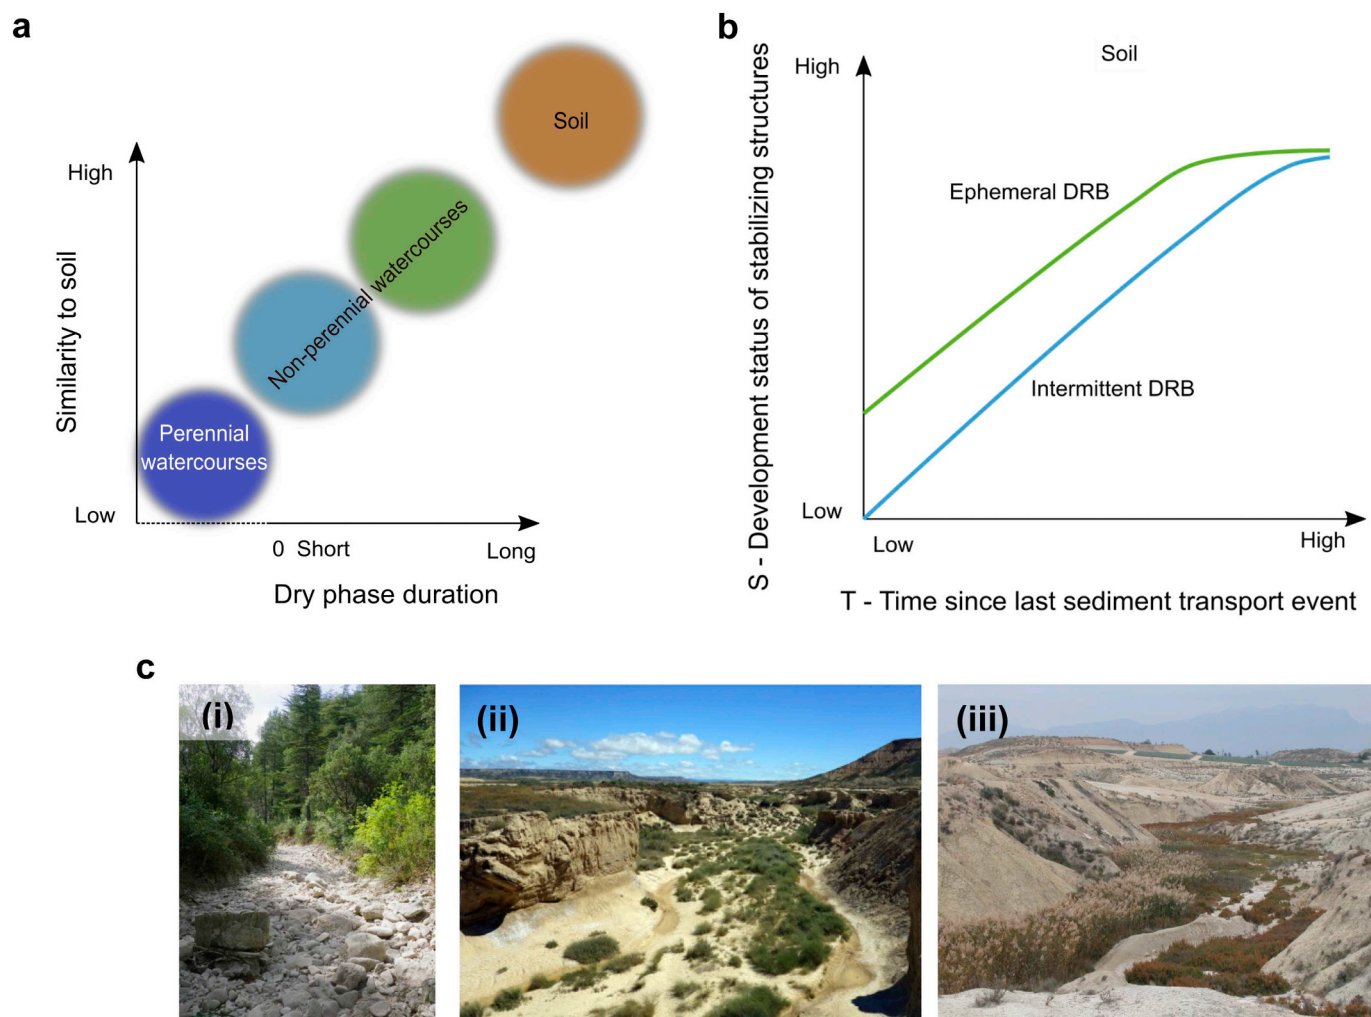 a
High
Similarity to soil
Low
Soil
Non-perennial watercourses
Perennial
watercourses
0 Short
Long
Dry phase duration
b
High
S - Development status of stabilizing structures
Low
Soil
Ephemeral DRB
Intermittent DRB
Low
High
T - Time since last sediment transport event
c
(i)
(ii)
(iii)